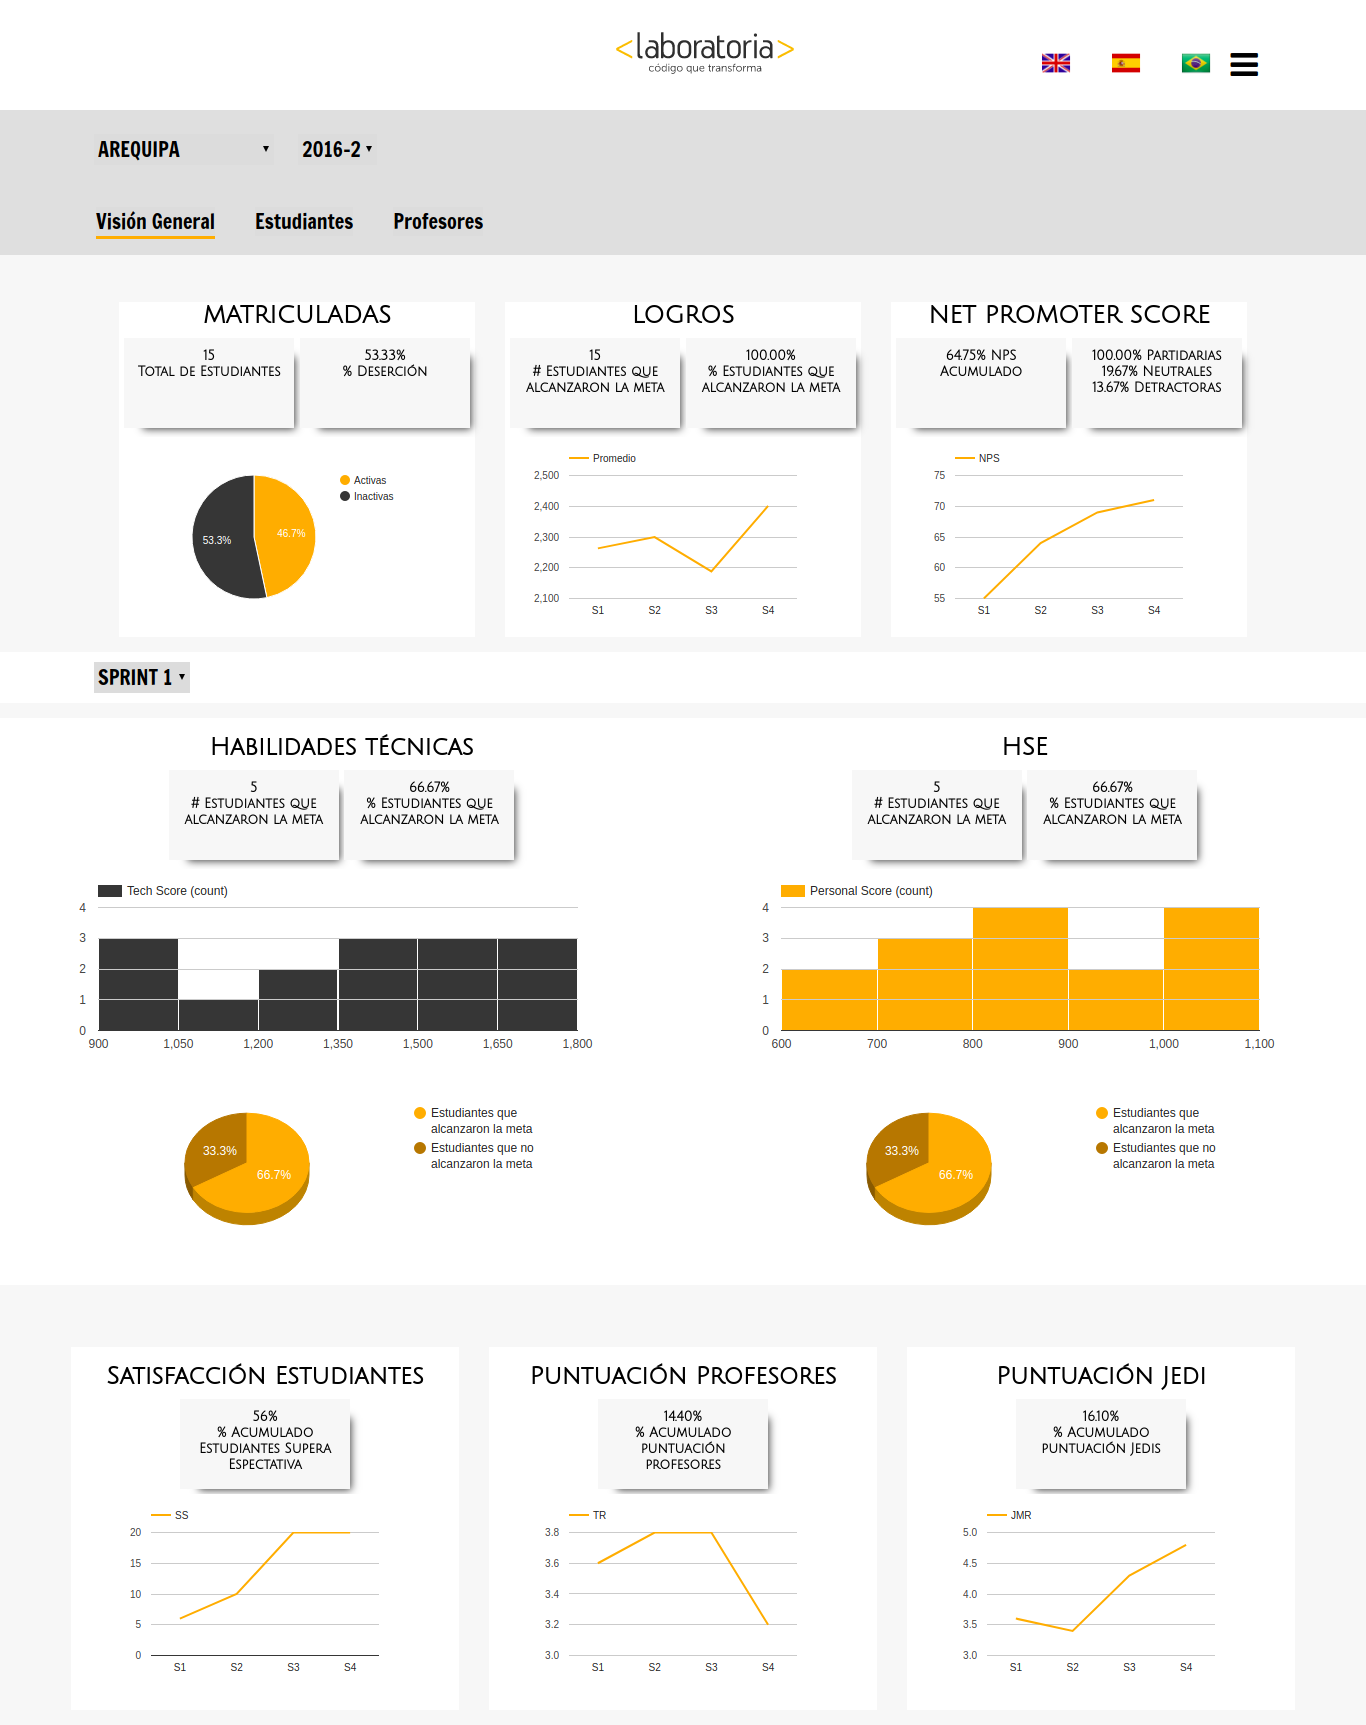 <laboratoria>
código que transforma
AREQUIPA
2016-2
Visión General
Estudiantes
Profesores
MATRICULADAS
15
Total de Estudiantes
53.33%
% Deserción
Activas
Inactivas
53.3%
46.7%
LOGROS
15
# Estudiantes que
alcanzaron la meta
100.00%
% Estudiantes que
alcanzaron la meta
Promedio
2,500
2,400
2,300
2,200
2,100
S1 S2 S3 S4
NET PROMOTER SCORE
64.75% NPS
Acumulado
100.00% Partidarias
19.67% Neutrales
13.67% Detractoras
NPS
75
70
65
60
55
S1 S2 S3 S4
SPRINT 1
Habilidades técnicas
5
# Estudiantes que
alcanzaron la meta
66.67%
% Estudiantes que
alcanzaron la meta
Tech Score (count)
4
3
2
1
0
900 1,050 1,200 1,350 1,500 1,650 1,800
33.3%
66.7%
Estudiantes que
alcanzaron la meta
Estudiantes que no
alcanzaron la meta
HSE
5
# Estudiantes que
alcanzaron la meta
66.67%
% Estudiantes que
alcanzaron la meta
Personal Score (count)
4
3
2
1
0
600 700 800 900 1,000 1,100
33.3%
66.7%
Estudiantes que
alcanzaron la meta
Estudiantes que no
alcanzaron la meta
Satisfacción Estudiantes
56%
% Acumulado
Estudiantes Supera
Espectativa
SS
20
15
10
5
0
S1 S2 S3 S4
Puntuación Profesores
14.40%
% Acumulado
puntuación
profesores
TR
3.8
3.6
3.4
3.2
3.0
S1 S2 S3 S4
Puntuación Jedi
16.10%
% Acumulado
puntuación Jedis
JMR
5.0
4.5
4.0
3.5
3.0
S1 S2 S3 S4